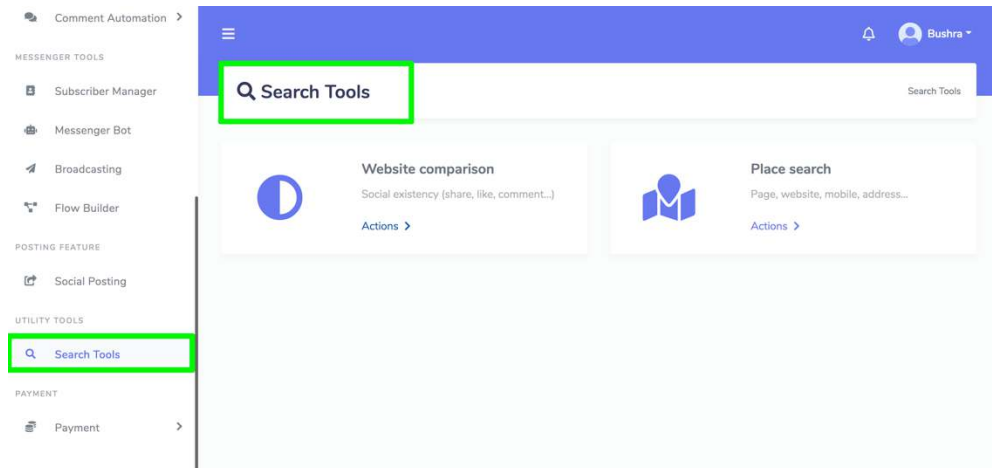 Comment Automation
MESSENGER TOOLS
Subscriber Manager
Messenger Bot
Broadcasting
Flow Builder
POSTING FEATURE
Social Posting
UTILITY TOOLS
Search Tools
PAYMENT
Payment
Bushra
Search Tools
Search Tools
Website comparison
Social existency (share, like, comment...)
Actions
Place search
Page, website, mobile, address...
Actions